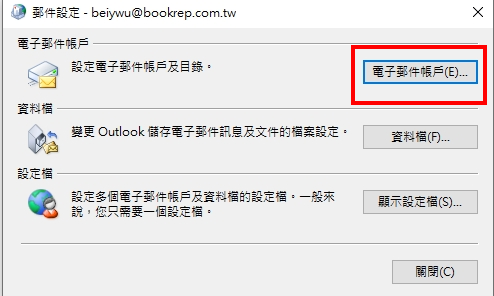 郵件設定 - beiywu@bookrep.com.tw
電子郵件帳戶
設定電子郵件帳戶及目錄。
電子郵件帳戶(E)...
資料檔
變更 Outlook 儲存電子郵件訊息及文件的檔案設定。
資料檔(F)...
設定檔
設定多個電子郵件帳戶及資料檔的設定檔。一般來
說，您只需要一個設定檔。
顯示設定檔(S)...
關閉(C)